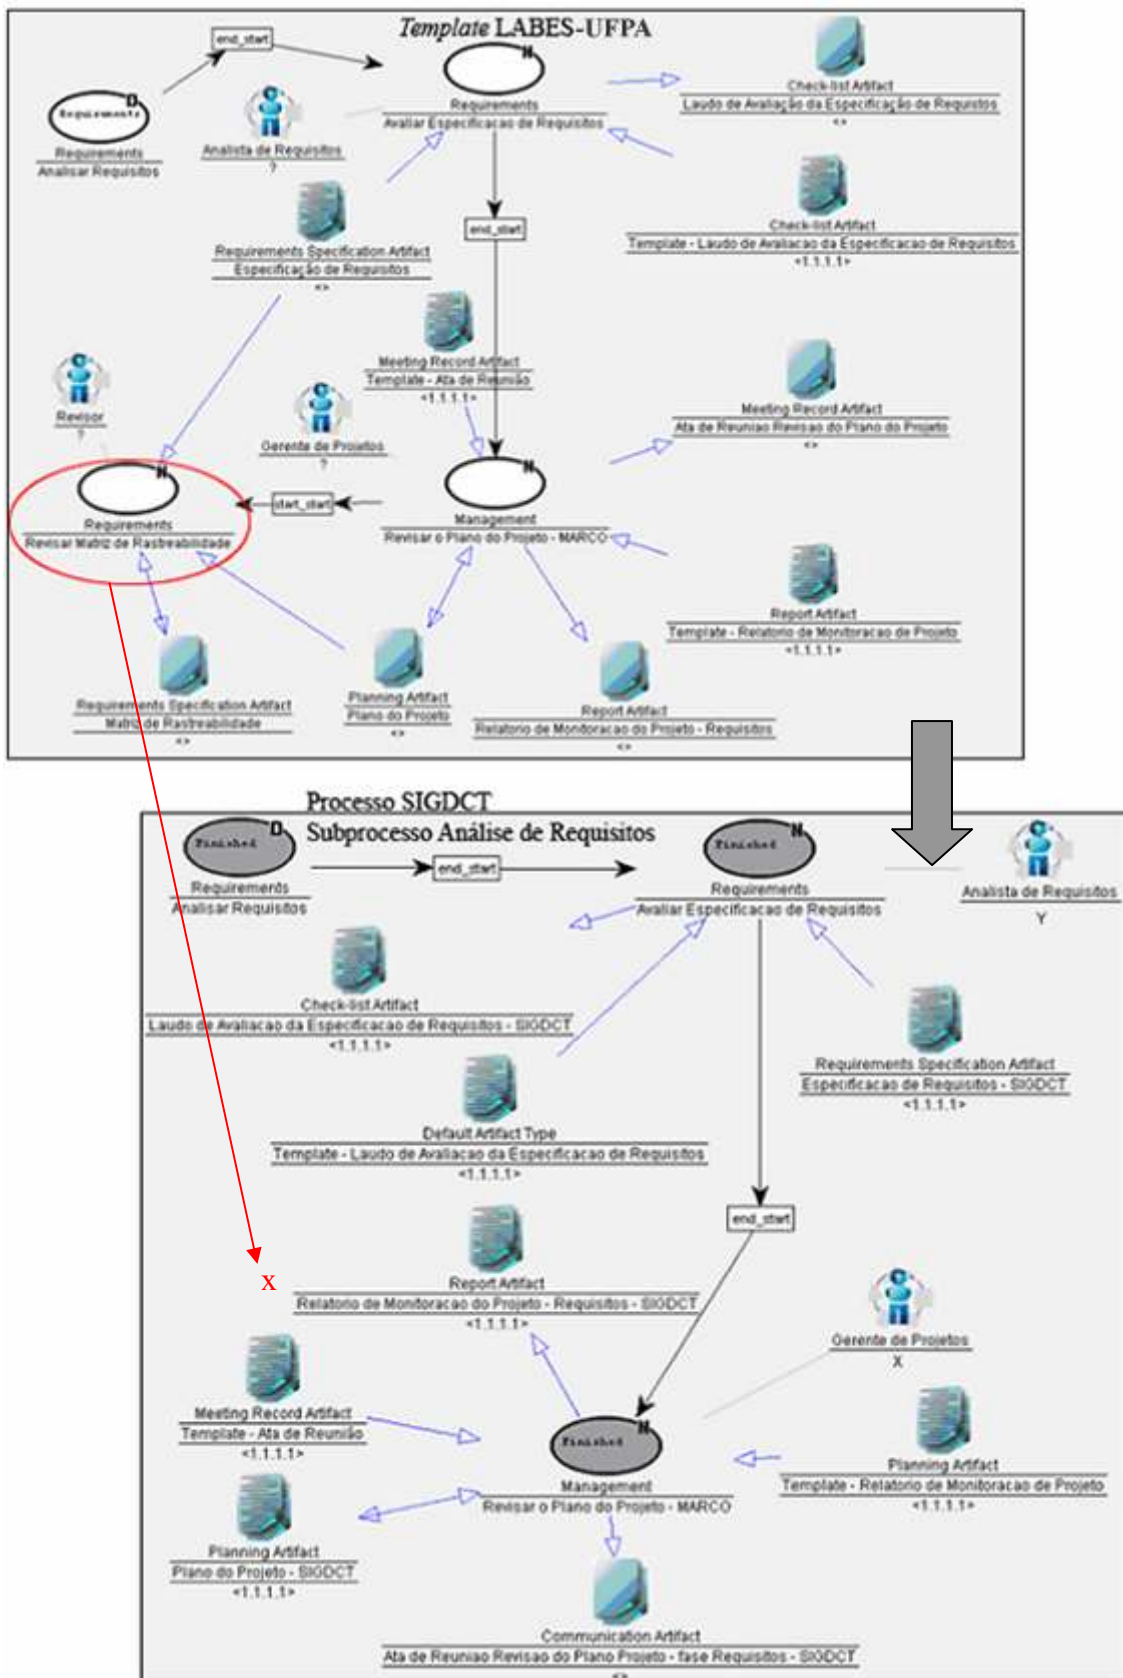 Template LABES-UFPA
end_start
N
D
Requirements
Requirements
Analisar Requisitos
Requirements
Avaliar Especificacao de Requisitos
Analista de Requisitos
?
Check-list Artifact
Laudo de Avaliação da Especificação de Requistos
<>
Check-list Artifact
Template - Laudo de Avaliacao da Especificacao de Requisitos
<1.1.1.1>
end_start
Requirements Specification Artifact
Especificação de Requisitos
<>
Meeting Record Artifact
Template - Ata de Reunião
<1.1.1.1>
Meeting Record Artifact
Ata de Reuniao Revisao do Plano do Projeto
<>
Revisor
?
Gerente de Projetos
?
N
Requirements
Revisar Matriz de Rastreabilidade
start_start
N
Management
Revisar o Plano do Projeto - MARCO
Report Artifact
Template - Relatorio de Monitoracao de Projeto
<1.1.1.1>
Requirements Specification Artifact
Matriz de Rastreabilidade
<>
Planning Artifact
Plano do Projeto
<>
Report Artifact
Relatorio de Monitoracao do Projeto - Requisitos
<>
Processo SIGDCT
Subprocesso Análise de Requisitos
D
Finished
Requirements
Analisar Requisitos
end_start
N
Finished
Requirements
Avaliar Especificacao de Requisitos
Analista de Requisitos
Y
Check-list Artifact
Laudo de Avaliacao da Especificacao de Requisitos - SIGDCT
<1.1.1.1>
Requirements Specification Artifact
Especificacao de Requisitos - SIGDCT
<1.1.1.1>
Default Artifact Type
Template - Laudo de Avaliacao da Especificacao de Requisitos
<1.1.1.1>
end_start
x
Report Artifact
Relatorio de Monitoracao do Projeto - Requisitos - SIGDCT
<1.1.1.1>
Gerente de Projetos
X
Meeting Record Artifact
Template - Ata de Reunião
<1.1.1.1>
N
Finished
Management
Revisar o Plano do Projeto - MARCO
Planning Artifact
Template - Relatorio de Monitoracao de Projeto
<1.1.1.1>
Planning Artifact
Plano do Projeto - SIGDCT
<1.1.1.1>
Communication Artifact
Ata de Reuniao Revisao do Plano Projeto - fase Requisitos - SIGDCT
<>